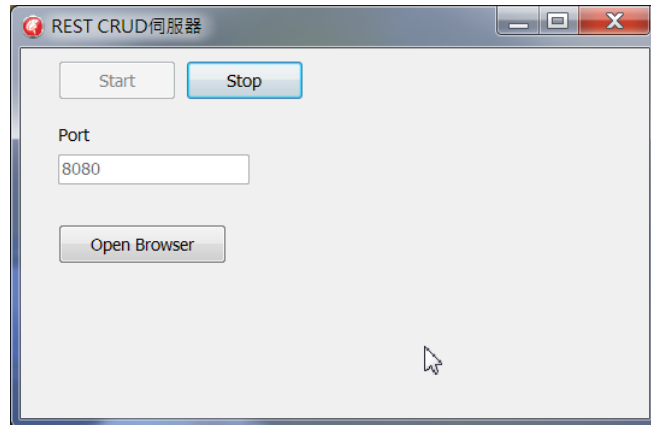 REST CRUD伺服器
Start Stop
Port
8080
Open Browser